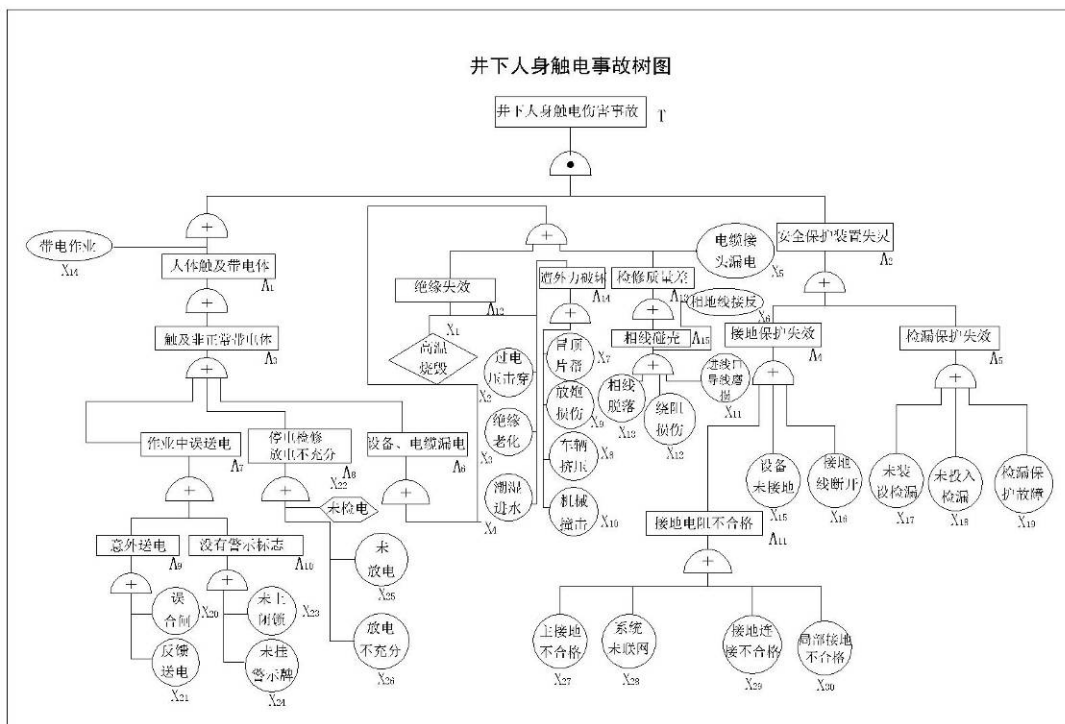 井下人身触电事故树图
井下人身触电伤害事故
T
带电作业
X14
人体触及带电体
A1
电缆接
头漏电
X5
安全保护装置失灵
A2
绝缘失效
A12
遭外力破坏
A14
检修质量差
A13
相地线接反
X6
触及非正常带电体
A3
X1
高温
烧毁
过电
压击穿
X2
冒顶
片帮
X7
相线碰壳
A15
接地保护失效
A4
检漏保护失效
A5
进线口
导线磨
损
X11
相线
脱落
X13
绕阻
损伤
X12
绝缘
老化
X3
放炮
损伤
X9
作业中误送电
A7
停电检修
放电不充分
A8
X22
设备、电缆漏电
A6
车辆
挤压
X8
设备
未接地
X15
接地
线断开
X16
未装
设检漏
X17
未投入
检漏
X18
检漏保
护故障
X19
未检电
潮湿
进水
X4
机械
撞击
X10
接地电阻不合格
A11
意外送电
A9
没有警示标志
A10
未
放电
X25
误
合闸
X20
未上
闭锁
X23
反馈
送电
X21
未挂
警示牌
X24
放电
不充分
X26
上接地
不合格
X27
系统
未联网
X28
接地连
接不合格
X29
局部接地
不合格
X30